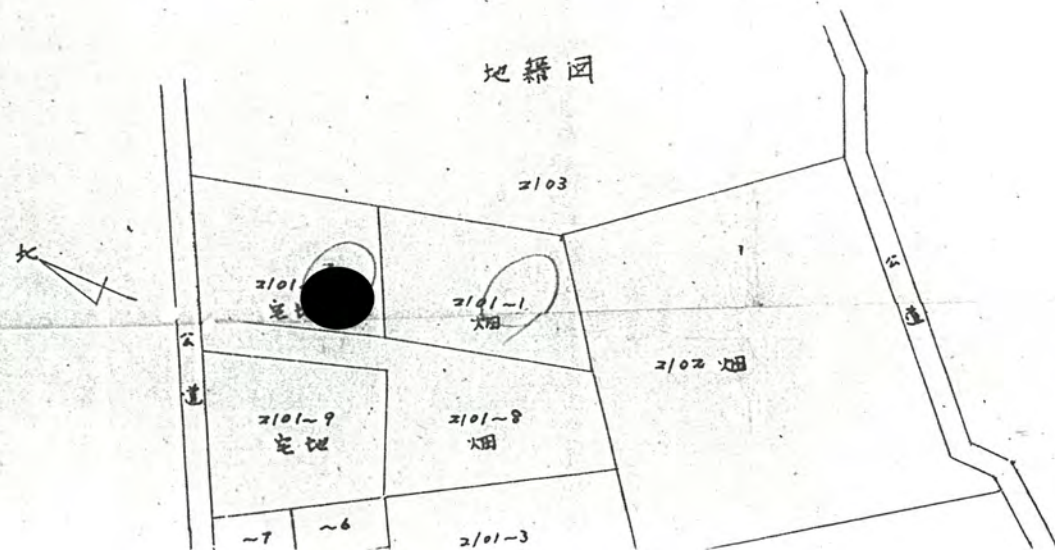 地籍図
2103
北
2101~
宅地
2101~1
畑
公道
2102 畑
公道
2101~9
宅地
2101~8
畑
~7
~6
2101~3